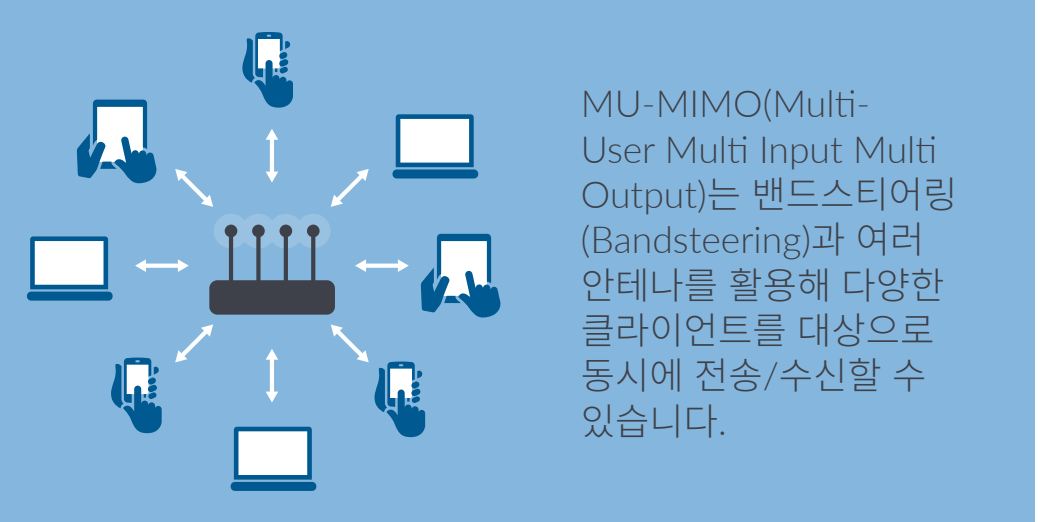 MU-MIMO(Multi-
User Multi Input Multi
Output)는 밴드스티어링
(Bandsteering)과 여러
안테나를 활용해 다양한
클라이언트를 대상으로
동시에 전송/수신할 수
있습니다.